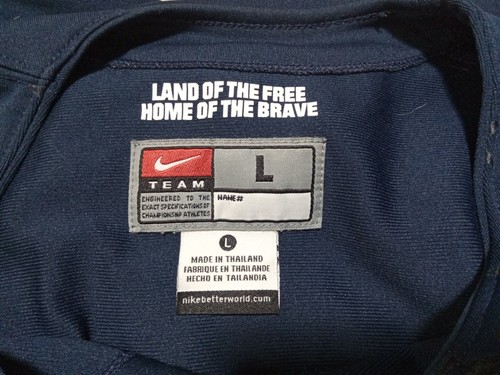 LAND OF THE FREE
HOME OF THE BRAVE
TEAM
L
ENGINEERED TO THE
EXACT SPECIFICATIONS OF
CHAMPIONSHIP ATHLETES
NAME:
L
MADE IN THAILAND
FABRIQUE EN THAILANDE
HECHO EN TAILANDIA
nikebetterworld.com